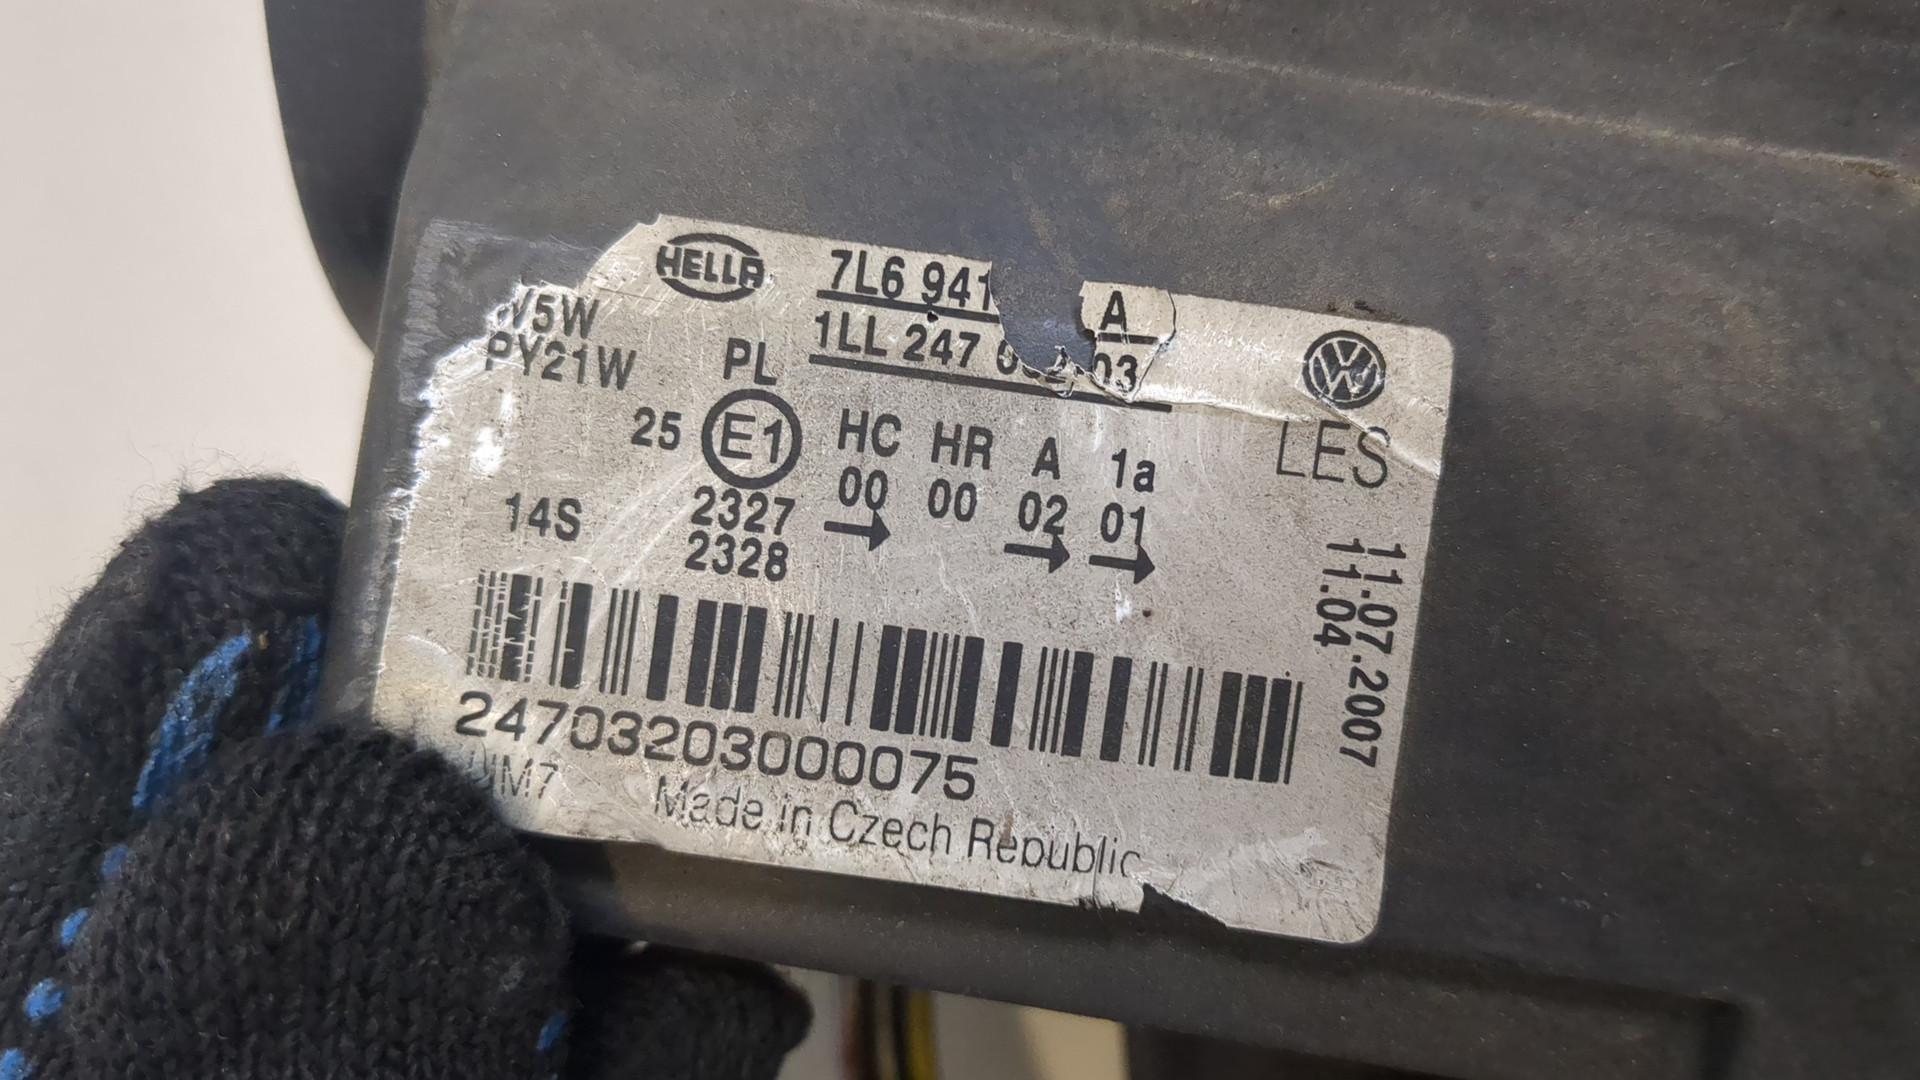 HELLA
7L6 941 A
1LL 247 03
V5W
PY21W
PL
25 E1 HC HR A 1a
00 00 02 01
14S
2327
2328
LES
11.07.2007
11.04
24703203000075
Made in Czech Republic